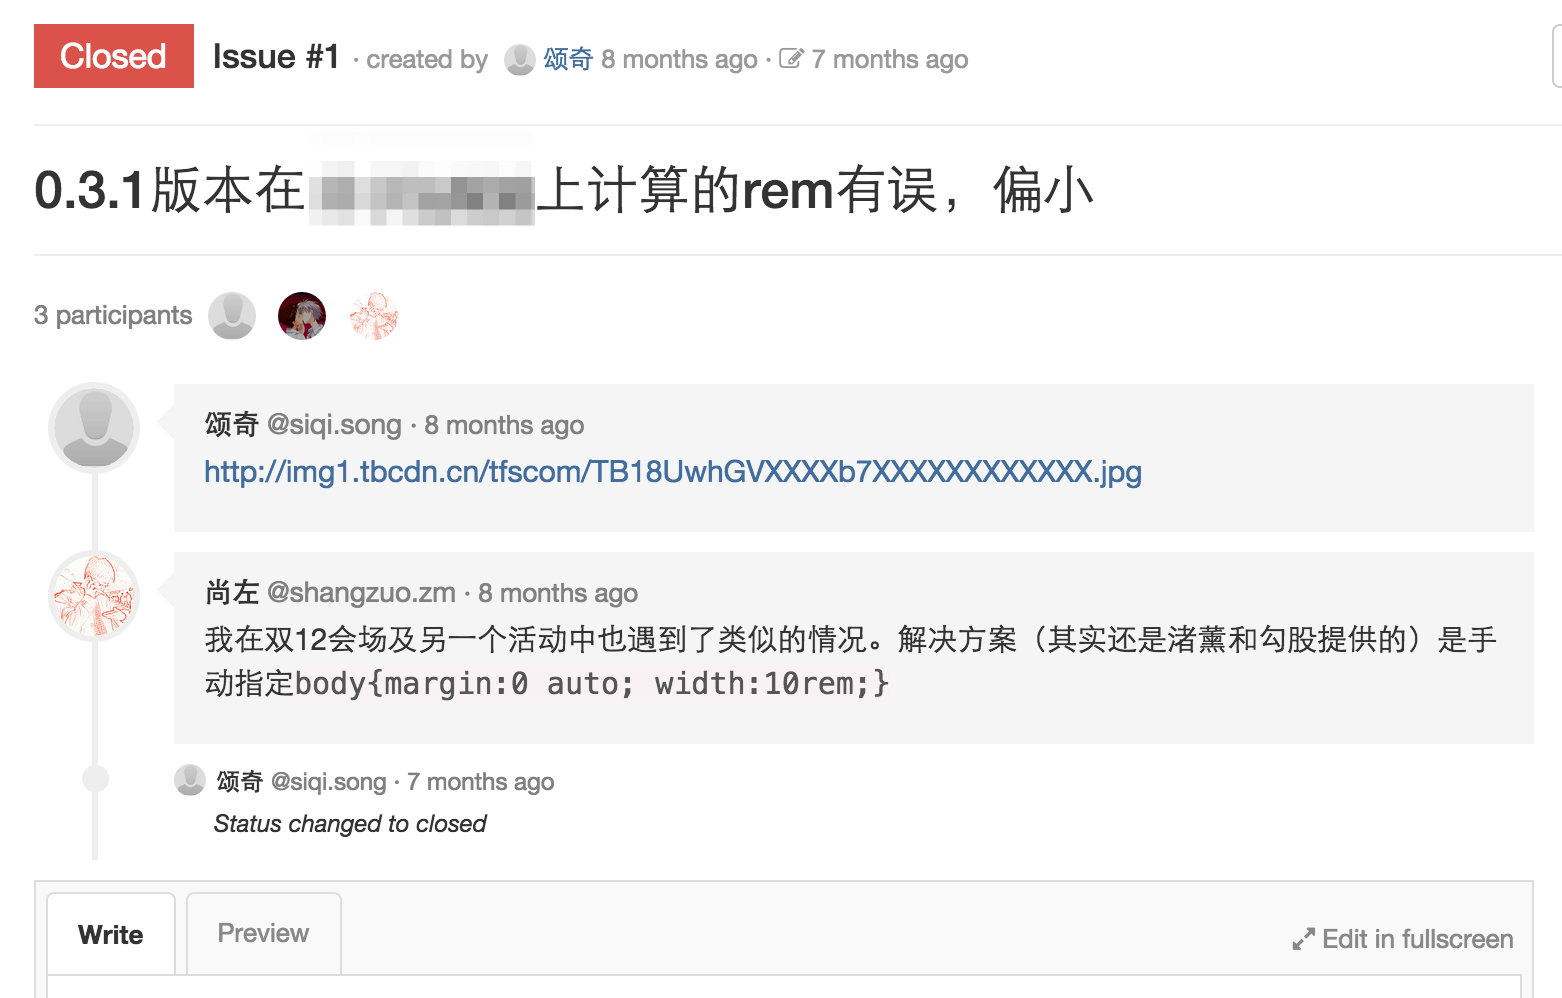 Closed Issue #1 · created by 颂奇 8 months ago · 7 months ago
0.3.1版本在 上计算的rem有误，偏小
3 participants
颂奇 @siqi.song · 8 months ago
http://img1.tbcdn.cn/tfscom/TB18UwhGVXXXXb7XXXXXXXXXXXX.jpg
尚左 @shangzuo.zm · 8 months ago
我在双12会场及另一个活动中也遇到了类似的情况。解决方案（其实还是渚薰和勾股提供的）是手
动指定body{margin:0 auto; width:10rem;}
颂奇 @siqi.song · 7 months ago
Status changed to closed
Write Preview Edit in fullscreen